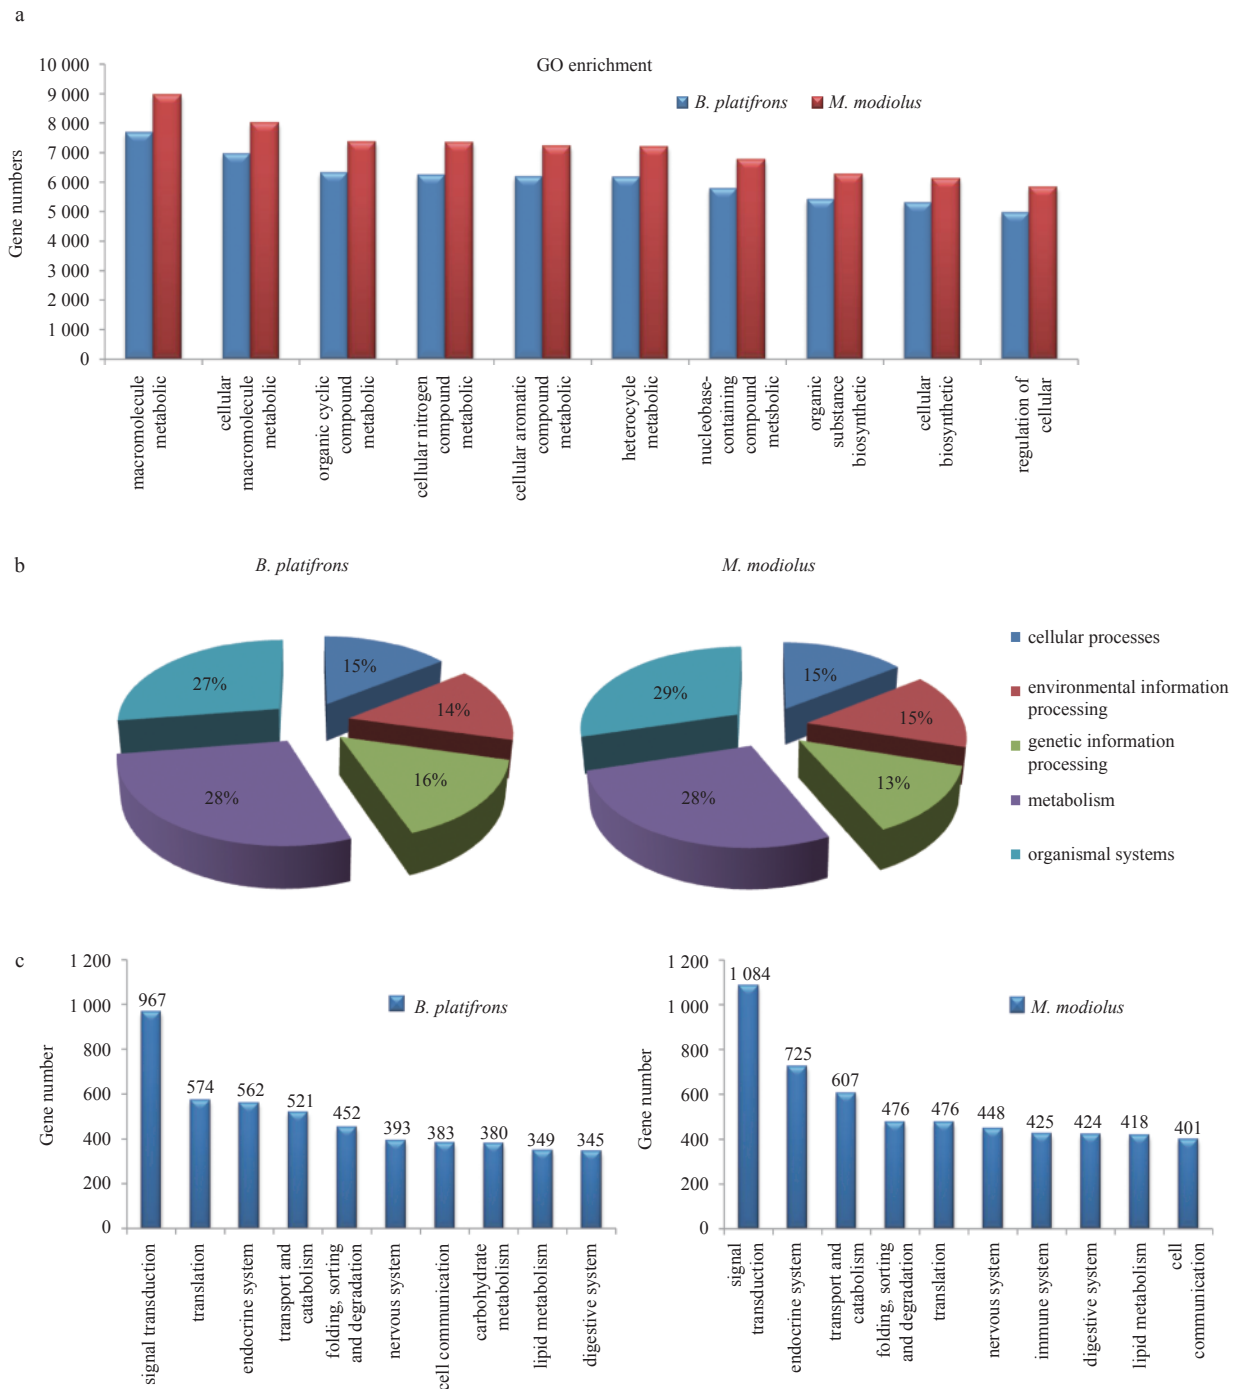 a
GO enrichment
B. platifrons
M. modiolus
Gene numbers
10 000
9 000
8 000
7 000
6 000
5 000
4 000
3 000
2 000
1 000
0
macromolecule
metabolic
cellular
macromolecule
metabolic
organic cyclic
compound
metabolic
cellular nitrogen
compound
metabolic
cellular aromatic
compound
metabolic
heterocycle
metabolic
nucleobase-
containing
compound
metsbolic
organic
substance
biosynthetic
cellular
biosynthetic
regulation of
cellular
b
B. platifrons
M. modiolus
15%
14%
16%
28%
27%
15%
15%
13%
28%
29%
cellular processes
environmental information
processing
genetic information
processing
metabolism
organismal systems
c
Gene number
1 200
1 000
800
600
400
200
0
B. platifrons
967
574
562
521
452
393
383
380
349
345
signal transduction
translation
endocrine system
transport and
catabolism
folding, sorting
and degradation
nervous system
cell communication
carbohydrate
metabolism
lipid metabolism
digestive system
Gene number
1 200
1 000
800
600
400
200
0
M. modiolus
1 084
725
607
476
476
448
425
424
418
401
signal
transduction
endocrine system
transport and
catabolism
folding, sorting
and degradation
translation
nervous system
immune system
digestive system
lipid metabolism
cell
communication